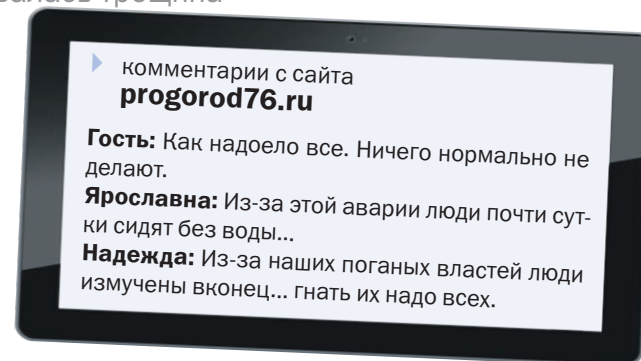 трещина
комментарии с сайта
progorod76.ru
Гость: Как надоело все. Ничего нормально не
делают.
Ярославна: Из-за этой аварии люди почти сут-
ки сидят без воды...
Надежда: Из-за наших поганых властей люди
измучены вконец... гнать их надо всех.